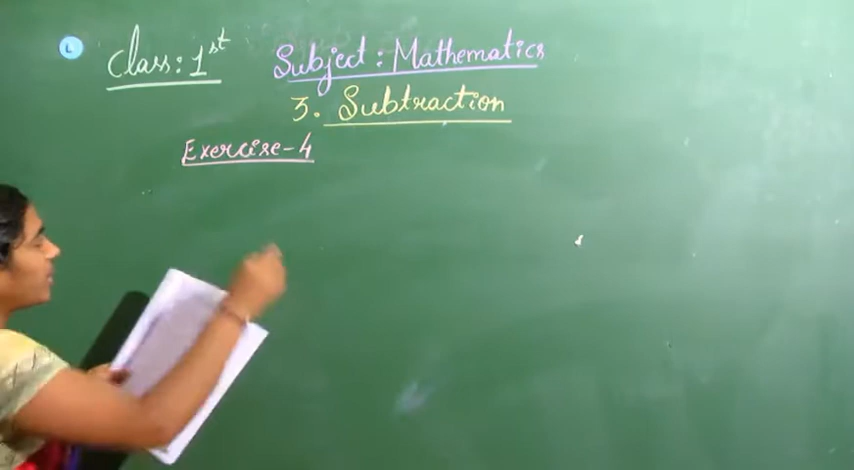 L
Class: 1st Subject: Mathematics
3. Subtraction
Exercise-4